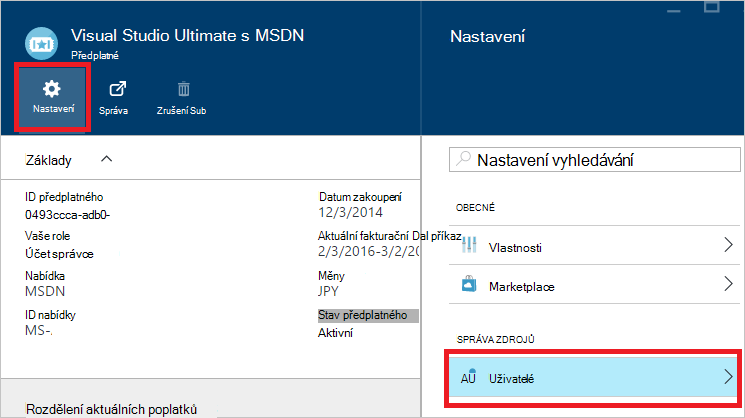 Visual Studio Ultimate s MSDN
Předplatné
Nastavení
Správa
Zrušení Sub
Základy
ID předplatného
0493ccca-adb0-
Datum zakoupení
12/3/2014
Vaše role
Účet správce
Aktuální fakturační Dal příkaz
2/3/2016-3/2/20
Nabídka
MSDN
Měny
JPY
ID nabídky
MS-.
Stav předplatného
Aktivní
Rozdělení aktuálních poplatků
Nastavení
Nastavení vyhledávání
OBECNÉ
Vlastnosti
Marketplace
SPRÁVA ZDROJŮ
AU Uživatelé